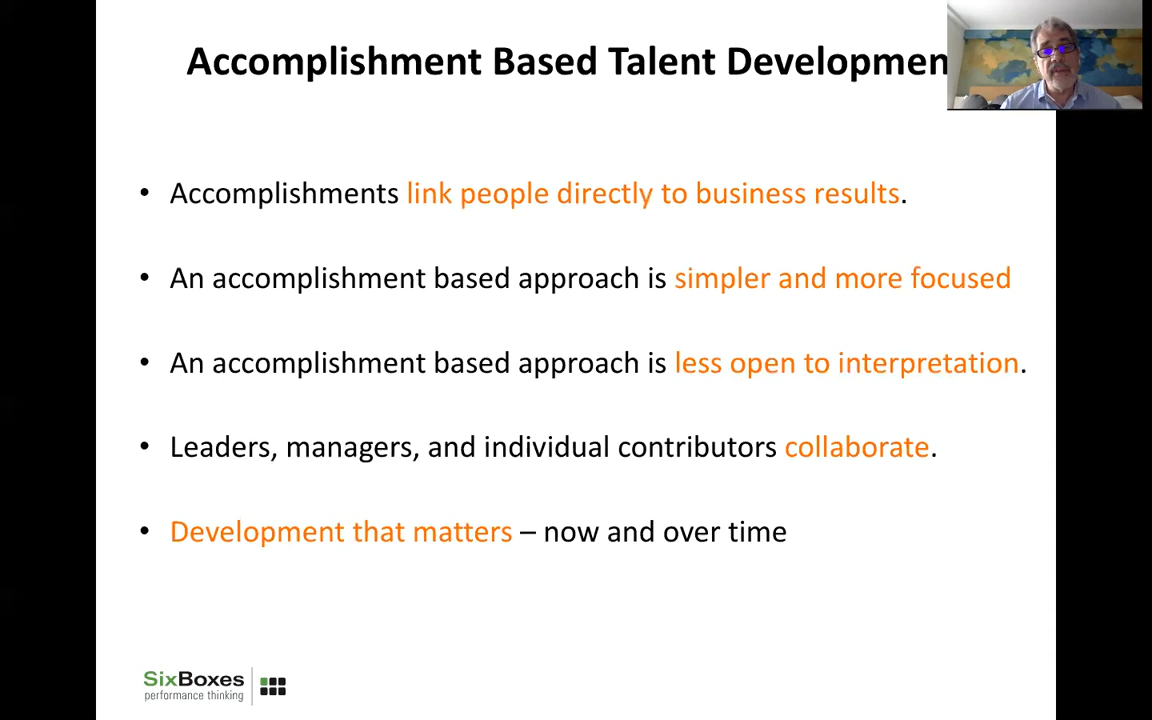 Accomplishment Based Talent Developmen
• Accomplishments link people directly to business results.
• An accomplishment based approach is simpler and more focused
• An accomplishment based approach is less open to interpretation.
• Leaders, managers, and individual contributors collaborate.
• Development that matters – now and over time
SixBoxes
performance thinking